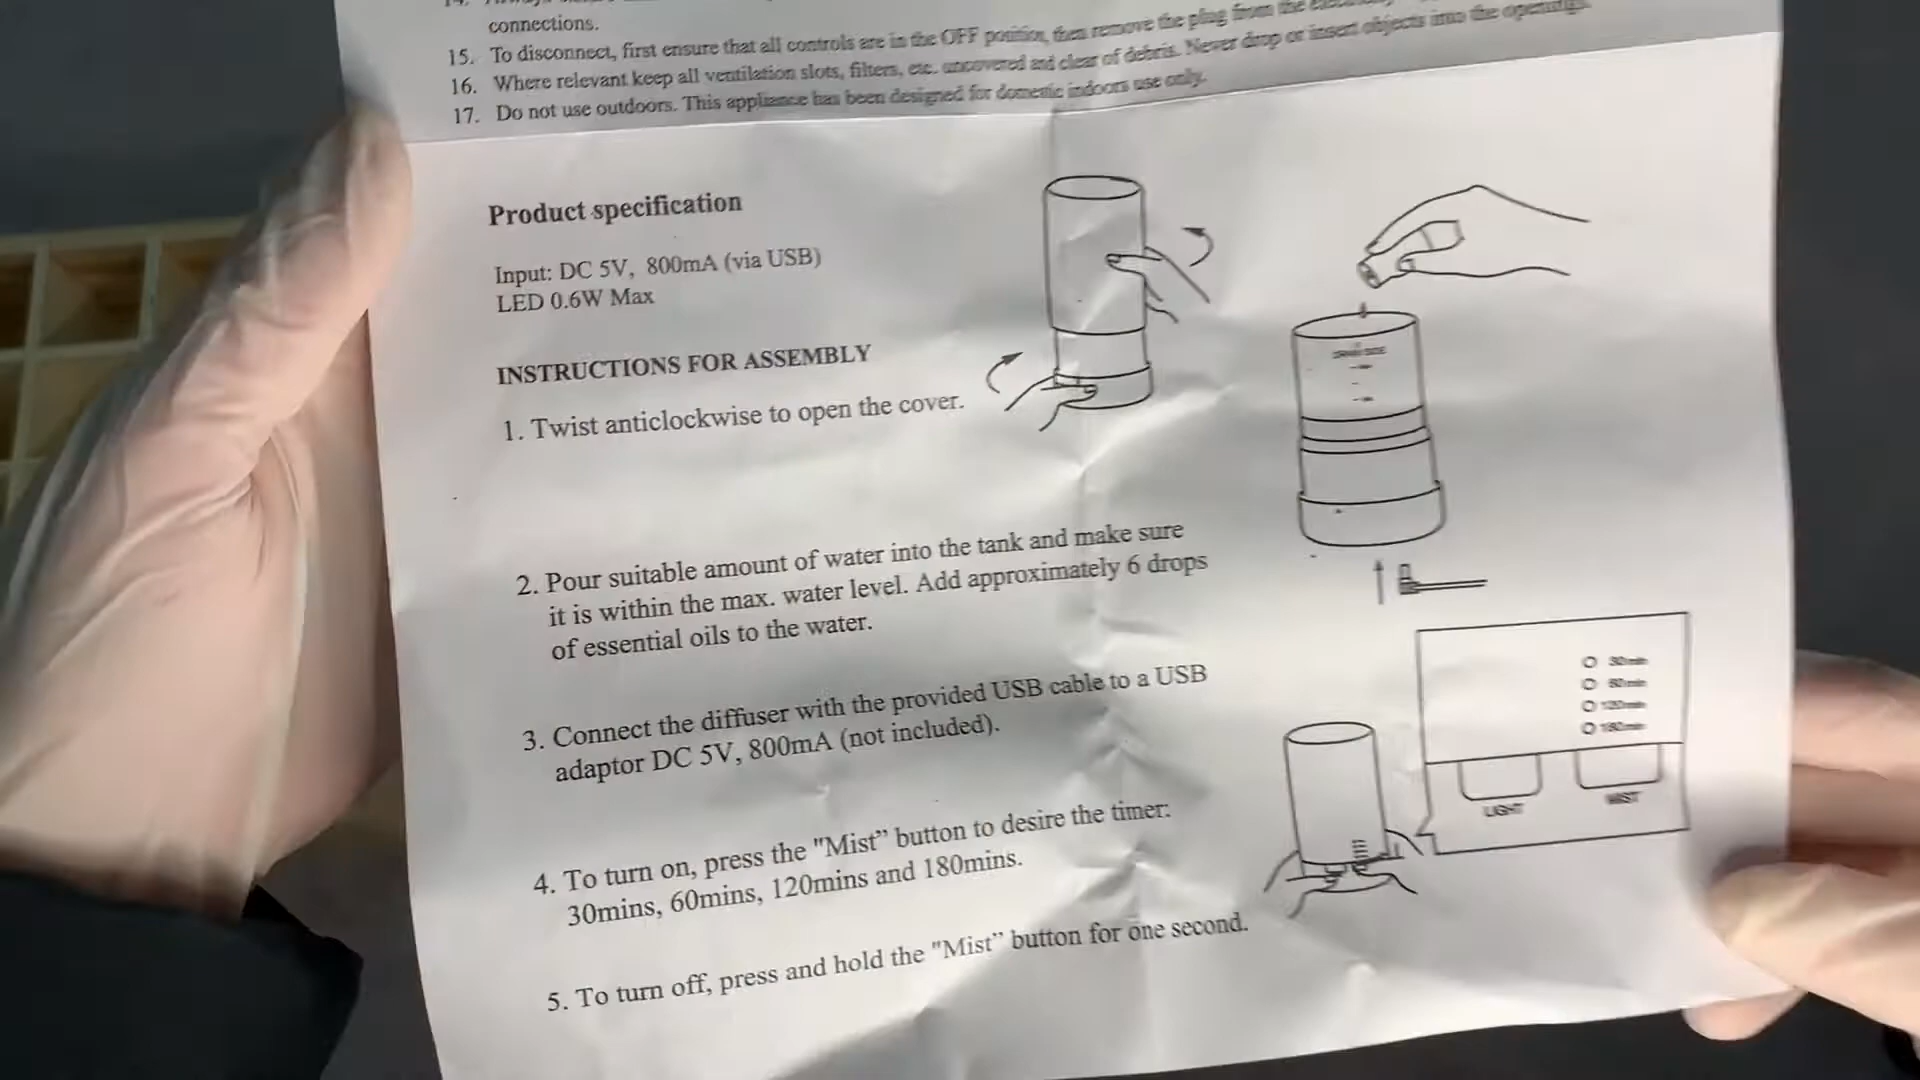 connections.
15. To disconnect, first ensure that all controls are in the OFF position, then remove the plug from the
16. Where relevant keep all ventilation slots, filters, etc. uncovered and clear of debris. Never drop or insert objects into the openings.
17. Do not use outdoors. This appliance has been designed for domestic indoors use only.
Product specification
Input: DC 5V, 800mA (via USB)
LED 0.6W Max
INSTRUCTIONS FOR ASSEMBLY
1. Twist anticlockwise to open the cover.
2. Pour suitable amount of water into the tank and make sure
it is within the max. water level. Add approximately 6 drops
of essential oils to the water.
3. Connect the diffuser with the provided USB cable to a USB
adaptor DC 5V, 800mA (not included).
4. To turn on, press the "Mist” button to desire the timer:
30mins, 60mins, 120mins and 180mins.
5. To turn off, press and hold the "Mist” button for one second.
30min
60min
120min
180min
LIGHT
MIST